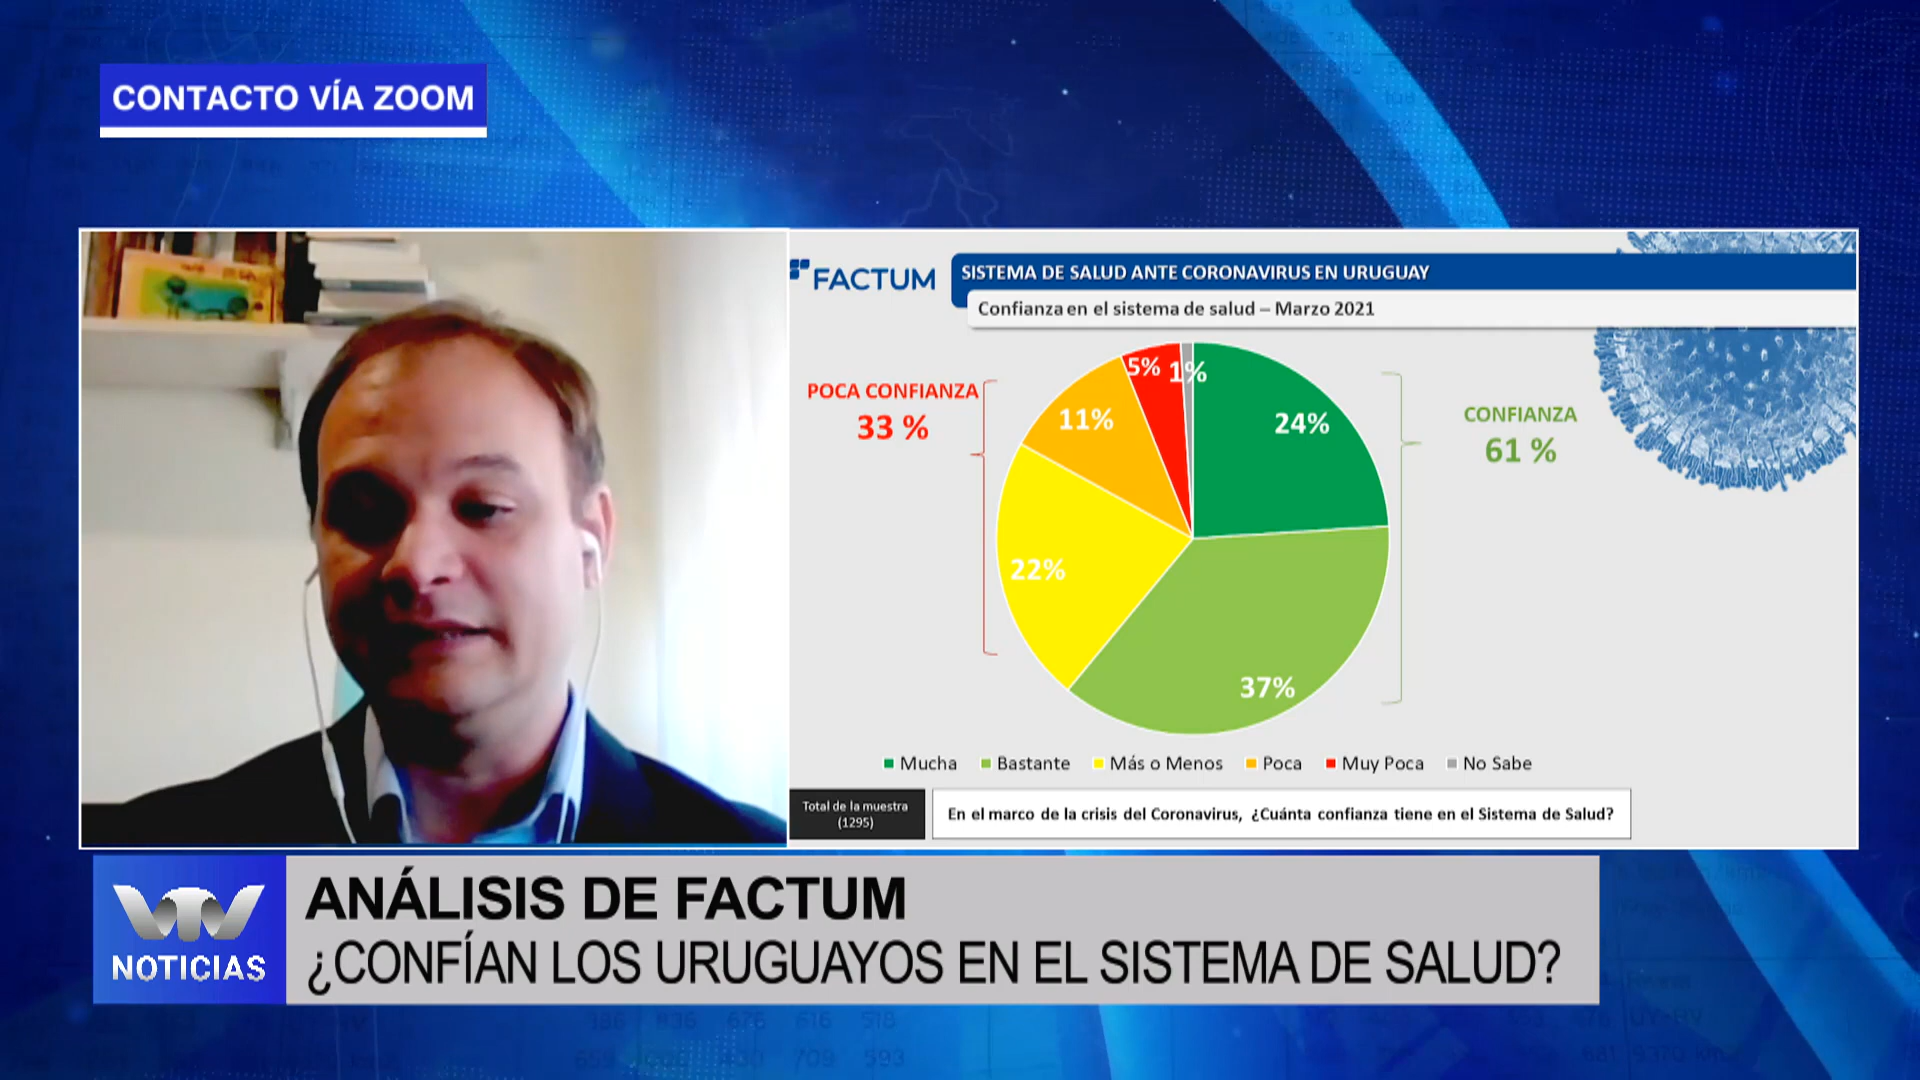 CONTACTO VÍA ZOOM
FACTUM
SISTEMA DE SALUD ANTE CORONAVIRUS EN URUGUAY
Confianza en el sistema de salud – Marzo 2021
POCA CONFIANZA
33 %
5%
1%
11%
24%
22%
37%
CONFIANZA
61 %
Mucha
Bastante
Más o Menos
Poca
Muy Poca
No Sabe
Total de la muestra
(1295)
En el marco de la crisis del Coronavirus, ¿Cuánta confianza tiene en el Sistema de Salud?
VTV
NOTICIAS
ANÁLISIS DE FACTUM
¿CONFÍAN LOS URUGUAYOS EN EL SISTEMA DE SALUD?